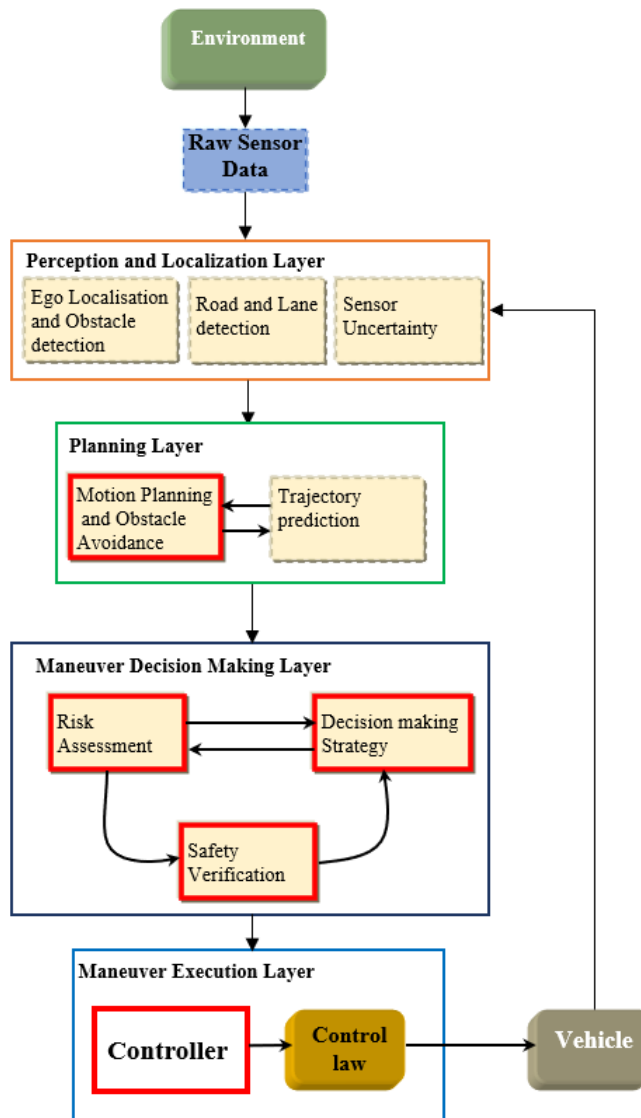 Environment
Raw Sensor
Data
Perception and Localization Layer
Ego Localisation
and Obstacle
detection
Road and Lane
detection
Sensor
Uncertainty
Planning Layer
Motion Planning
and Obstacle
Avoidance
Trajectory
prediction
Maneuver Decision Making Layer
Risk
Assessment
Decision making
Strategy
Safety
Verification
Maneuver Execution Layer
Controller
Control
law
Vehicle